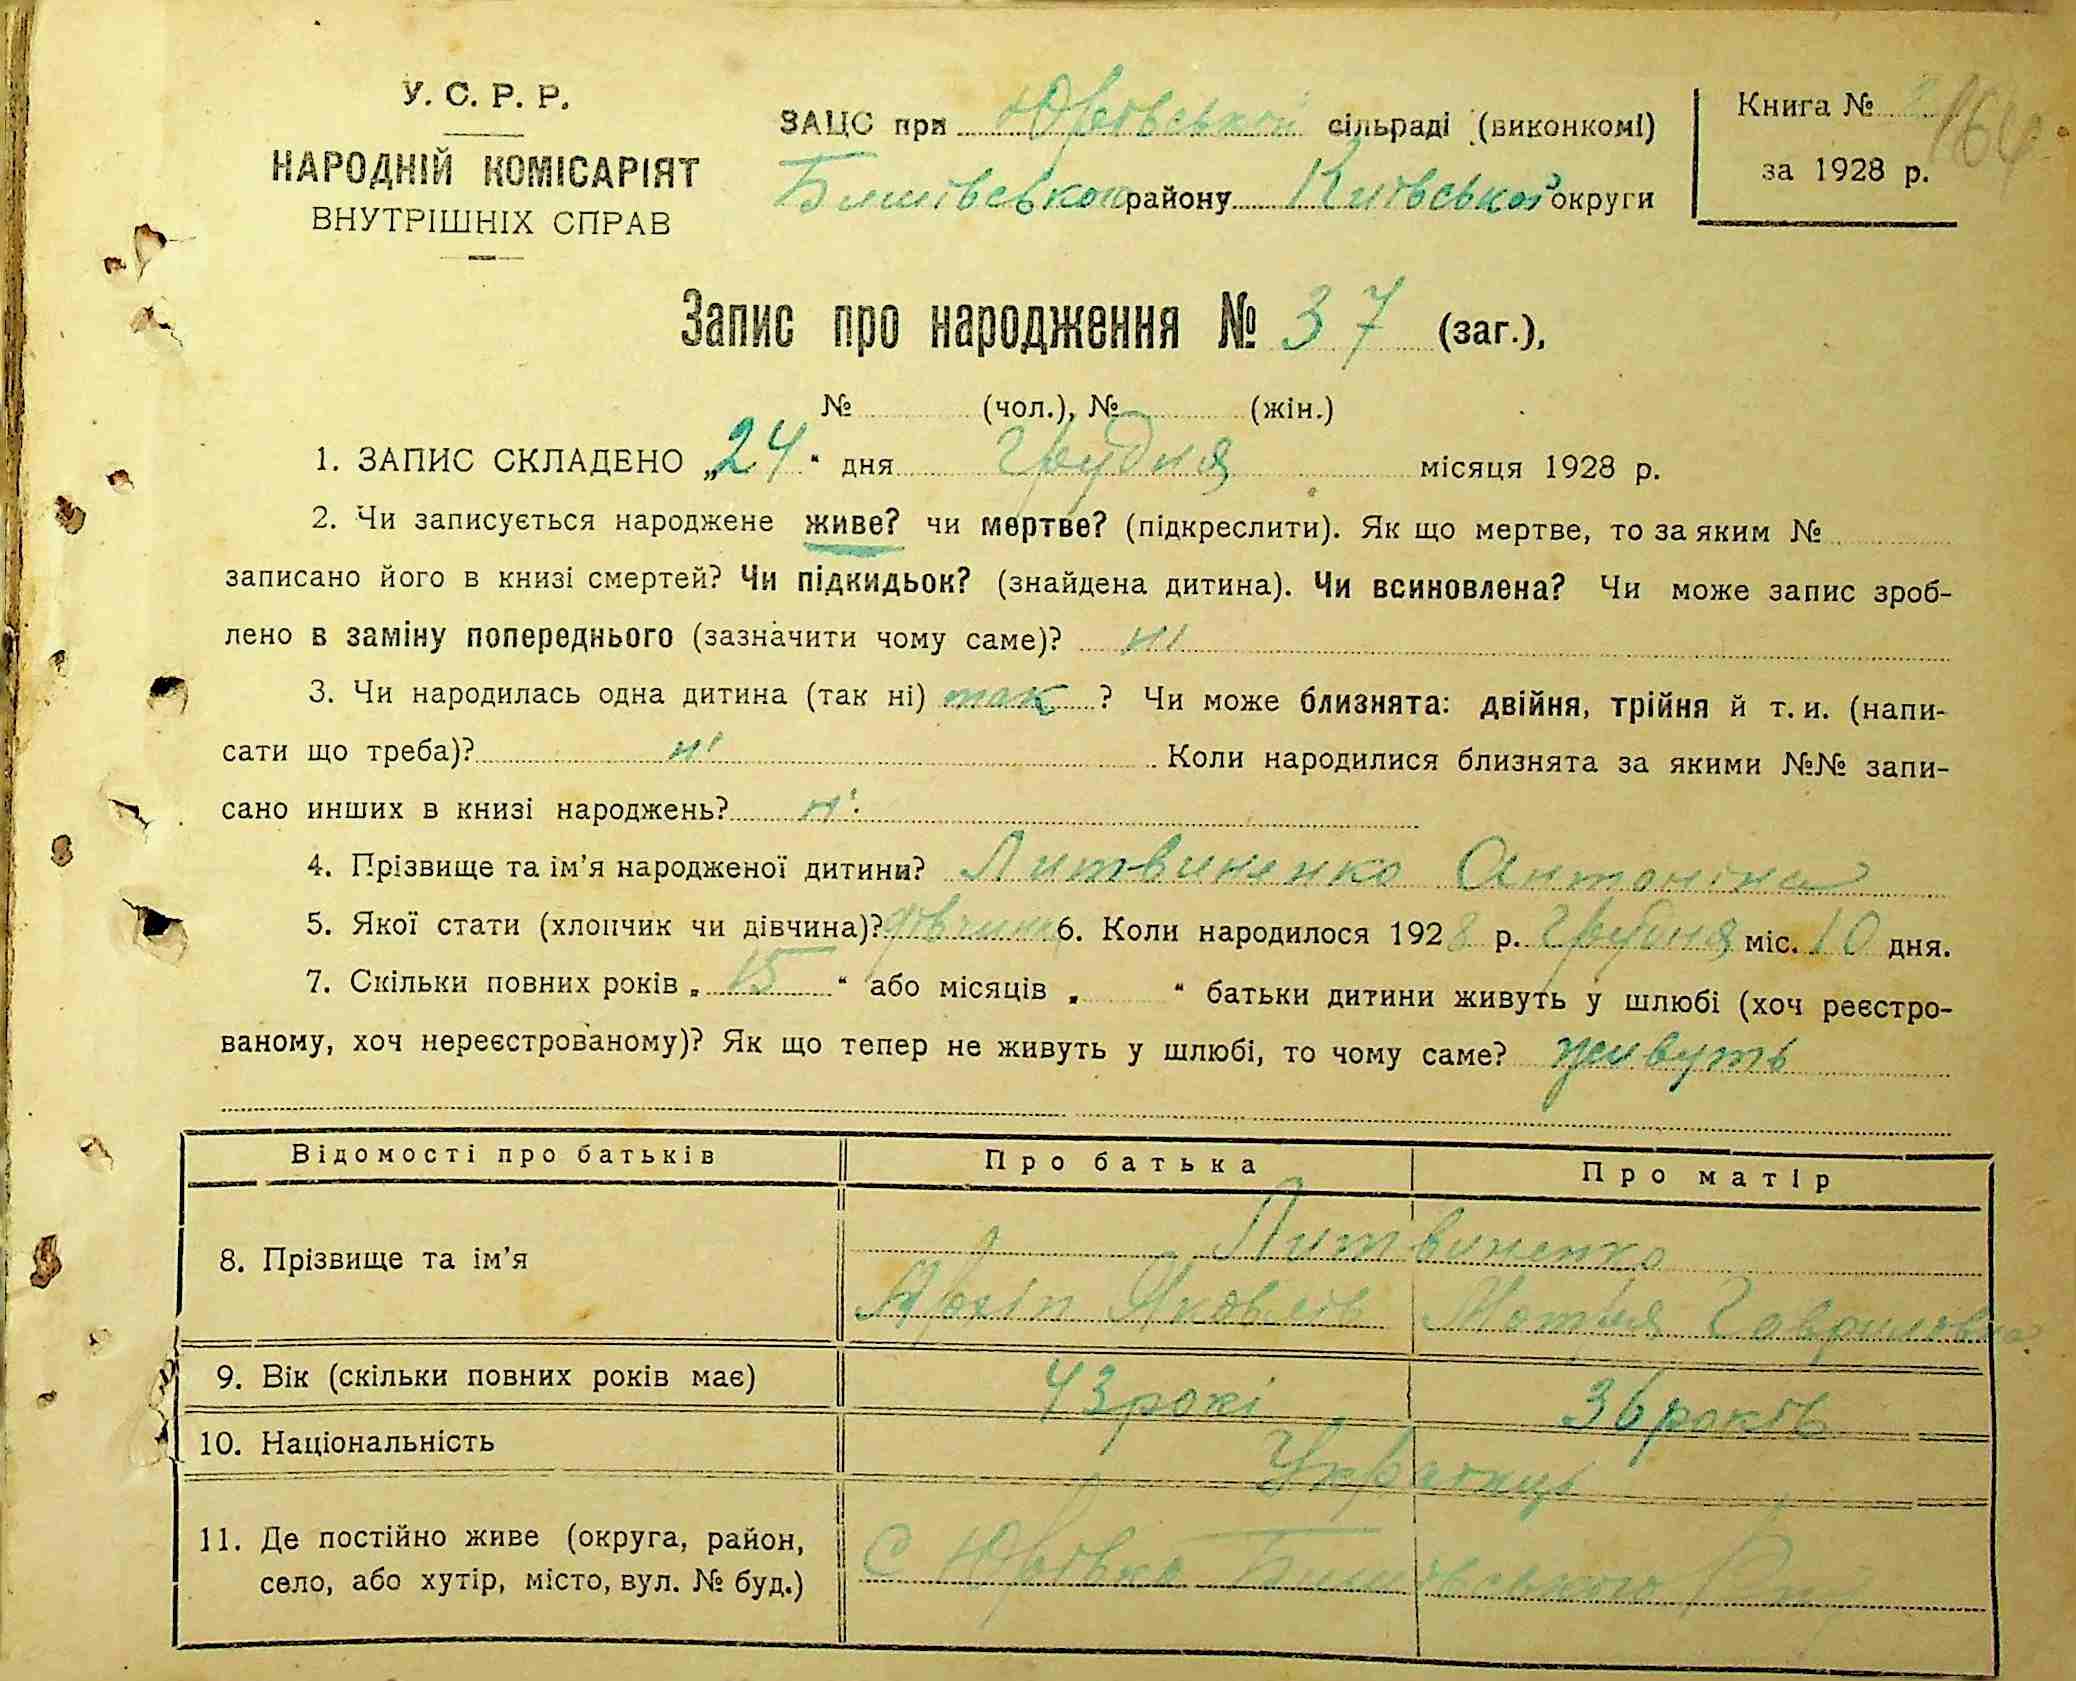 У. С. Р. Р.
НАРОДНІЙ КОМІСАРІЯТ
ВНУТРІШНІХ СПРАВ
ЗАЦС при Юрівській сільраді (виконкомі)
Бишівського району Київської округи
Книга № 2 164
за 1928 р.
Запис про народження № 37 (заг.),
№ (чол.), № (жін.)
1. ЗАПИС СКЛАДЕНО „24“ дня Грудня місяця 1928 р.
2. Чи записується народжене живе? чи мертве? (підкреслити). Як що мертве, то за яким №
записано його в книзі смертей? Чи підкидьок? (знайдена дитина). Чи всиновлена? Чи може запис зроб-
лено в заміну попереднього (зазначити чому саме)? ні
3. Чи народилась одна дитина (так ні) так ? Чи може близнята: двійня, трійня й т. и. (напи-
сати що треба)? ні Коли народилися близнята за якими №№ запи-
сано инших в книзі народжень? ні
4. Прізвище та ім’я народженої дитини? Литвиненко Антоніна
5. Якої стати (хлопчик чи дівчина)? дівчина 6. Коли народилося 1928 р. Грудня міс. 10 дня.
7. Скільки повних років „ 15 “ або місяців „ “ батьки дитини живуть у шлюбі (хоч реєстро-
ваному, хоч нереєстрованому)? Як що тепер не живуть у шлюбі, то чому саме? живуть
Відомості про батьків Про батька Про матір
8. Прізвище та ім’я Литвиненко
Архіп Яковлів Мотря Гаврилівна
9. Вік (скільки повних років має) 43 рокі 36 років
10. Національність Українці
11. Де постійно живе (округа, район, С Юрівка Бишівського
село, або хутір, місто, вул. № буд.)